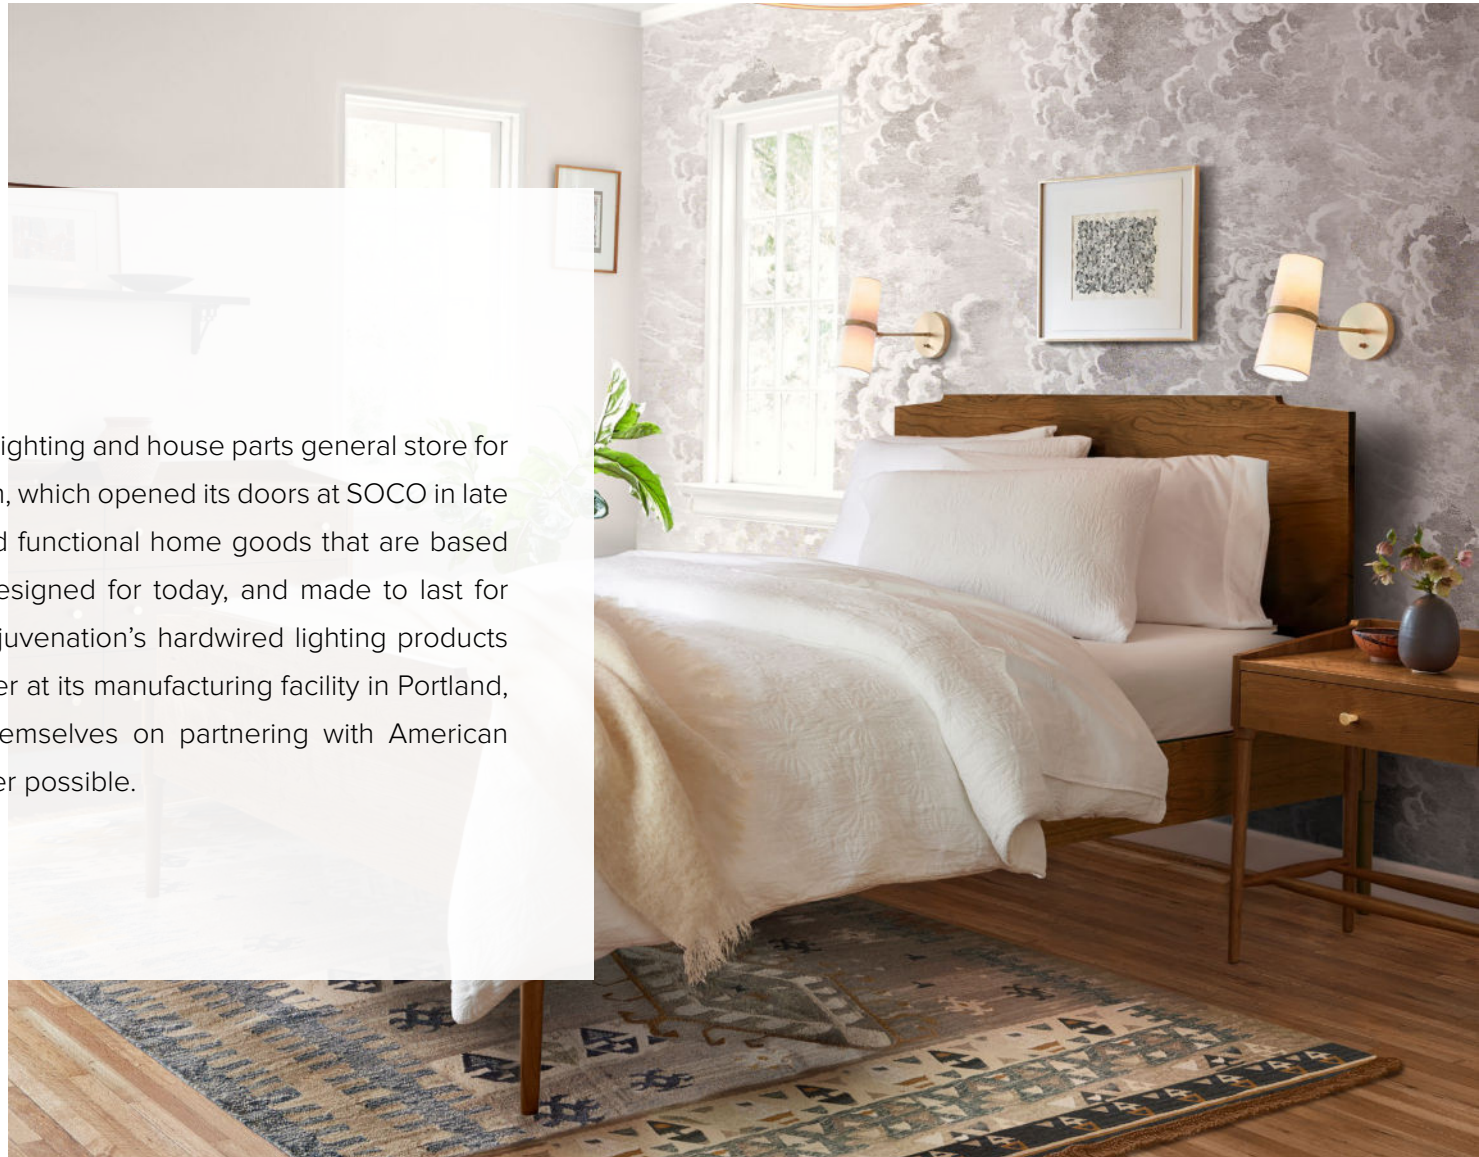 ighting and house parts general store for
, which opened its doors at SOCO in late
functional home goods that are based
esigned for today, and made to last for
juvenation’s hardwired lighting products
er at its manufacturing facility in Portland,
emselves on partnering with American
er possible.